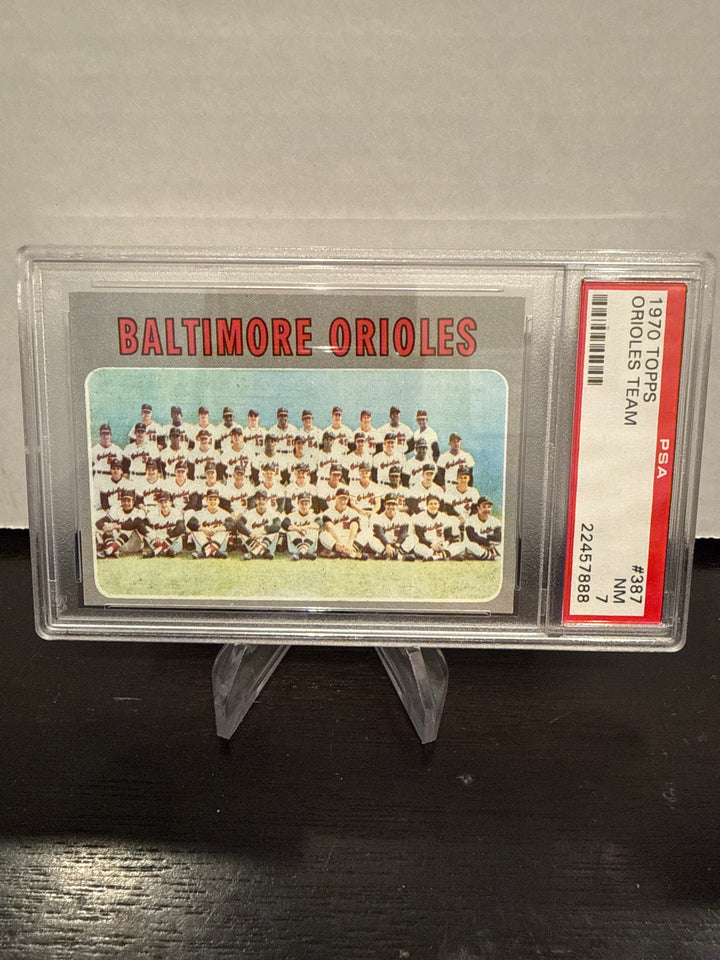 BALTIMORE ORIOLES
1970 TOPPS #387
ORIOLES TEAM NM
PSA 7
22457888